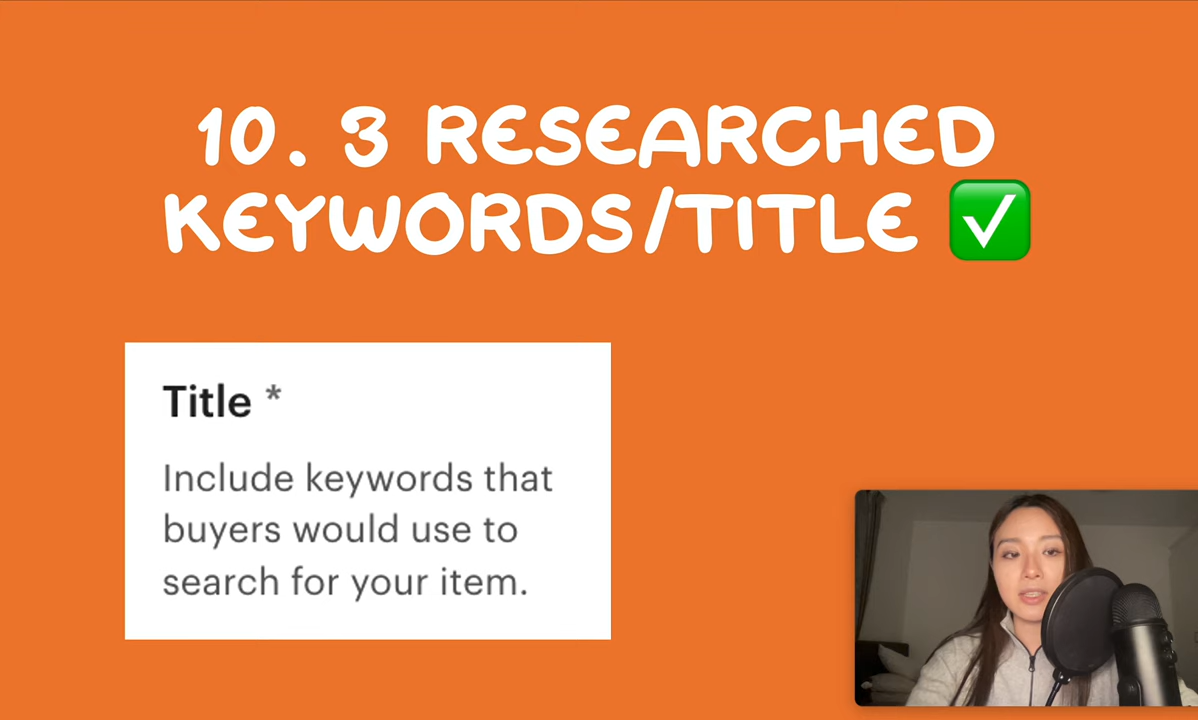 10. 3 RESEARCHED
KEYWORDS/TITLE ✅
Title *
Include keywords that
buyers would use to
search for your item.